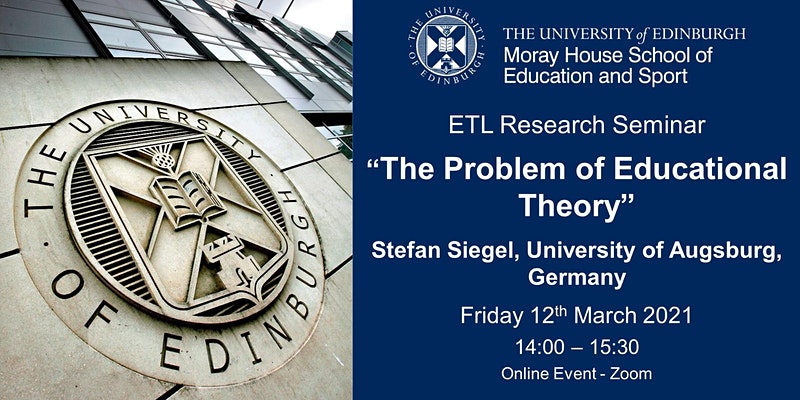 THE UNIVERSITY
OF EDINBURGH
THE UNIVERSITY
OF EDINBURGH
THE UNIVERSITY of EDINBURGH
Moray House School of
Education and Sport
ETL Research Seminar
“The Problem of Educational
Theory”
Stefan Siegel, University of Augsburg,
Germany
Friday 12th March 2021
14:00 – 15:30
Online Event - Zoom